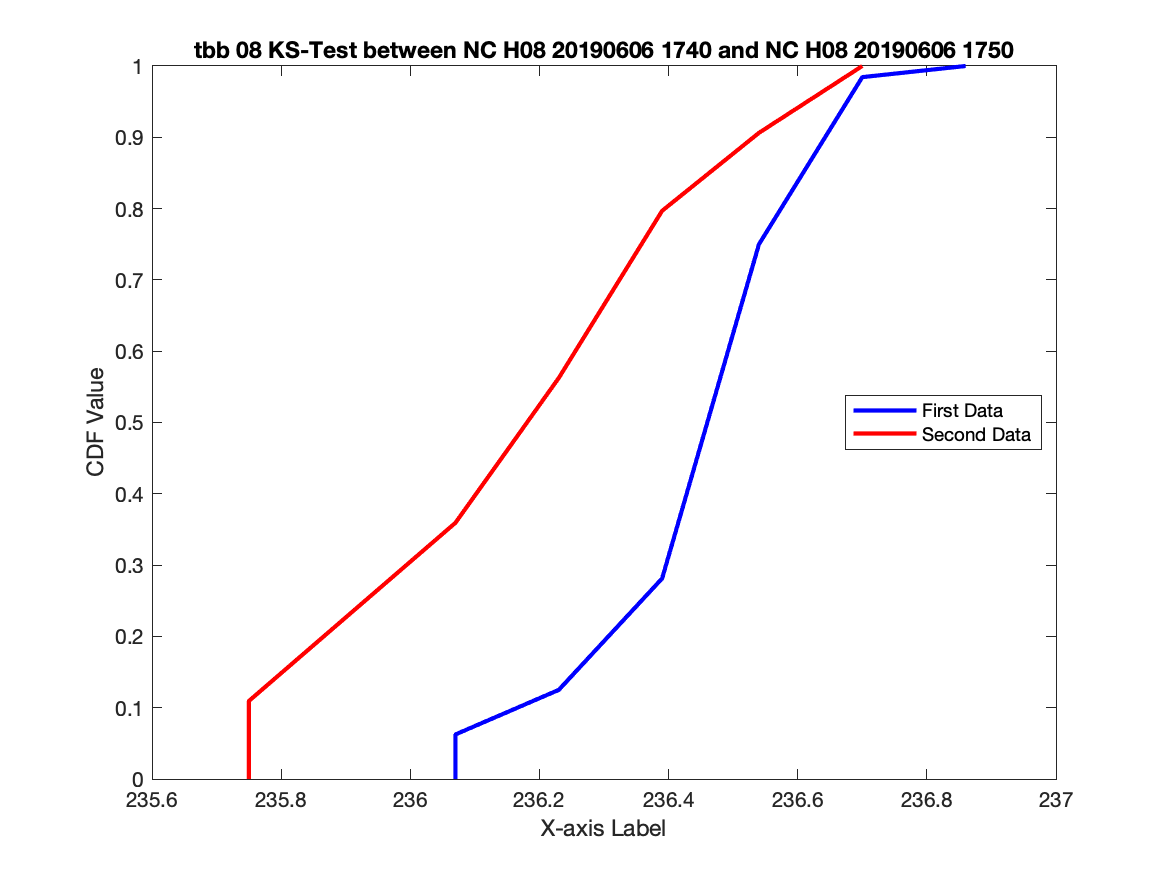 tbb 08 KS-Test between NC H08 20190606 1740 and NC H08 20190606 1750
1
0.9
0.8
0.7
0.6
0.5
0.4
0.3
0.2
0.1
0
CDF Value
First Data
Second Data
235.6 235.8 236 236.2 236.4 236.6 236.8 237
X-axis Label